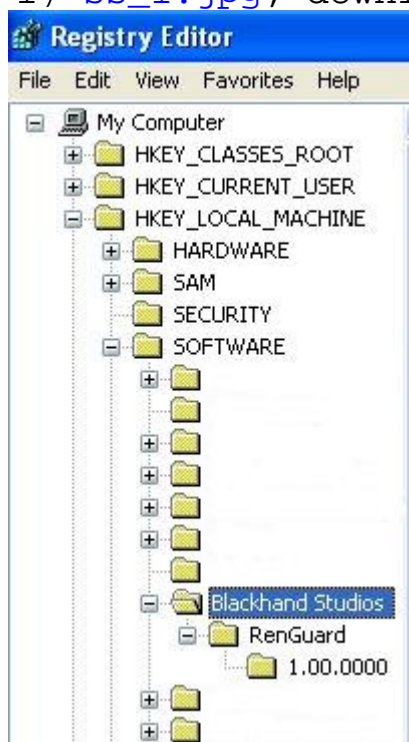 Registry Editor
File Edit View Favorites Help
My Computer
HKEY_CLASSES_ROOT
HKEY_CURRENT_USER
HKEY_LOCAL_MACHINE
HARDWARE
SAM
SECURITY
SOFTWARE
Blackhand Studios
RenGuard
1.00.0000